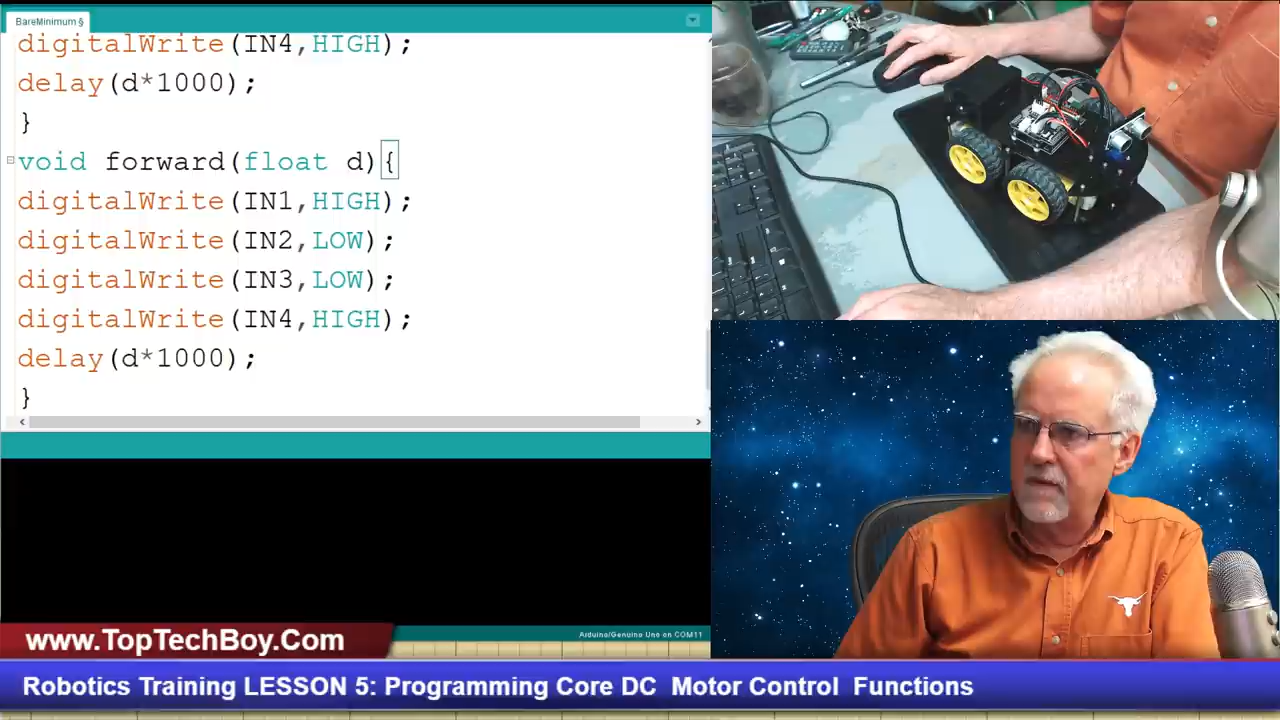 BareMinimum §
digitalWrite(IN4,HIGH);
delay(d*1000);
}
void forward(float d){
digitalWrite(IN1,HIGH);
digitalWrite(IN2,LOW);
digitalWrite(IN3,LOW);
digitalWrite(IN4,HIGH);
delay(d*1000);
}
Arduino/Genuino Uno on COM11
www.TopTechBoy.Com
Robotics Training LESSON 5: Programming Core DC Motor Control Functions